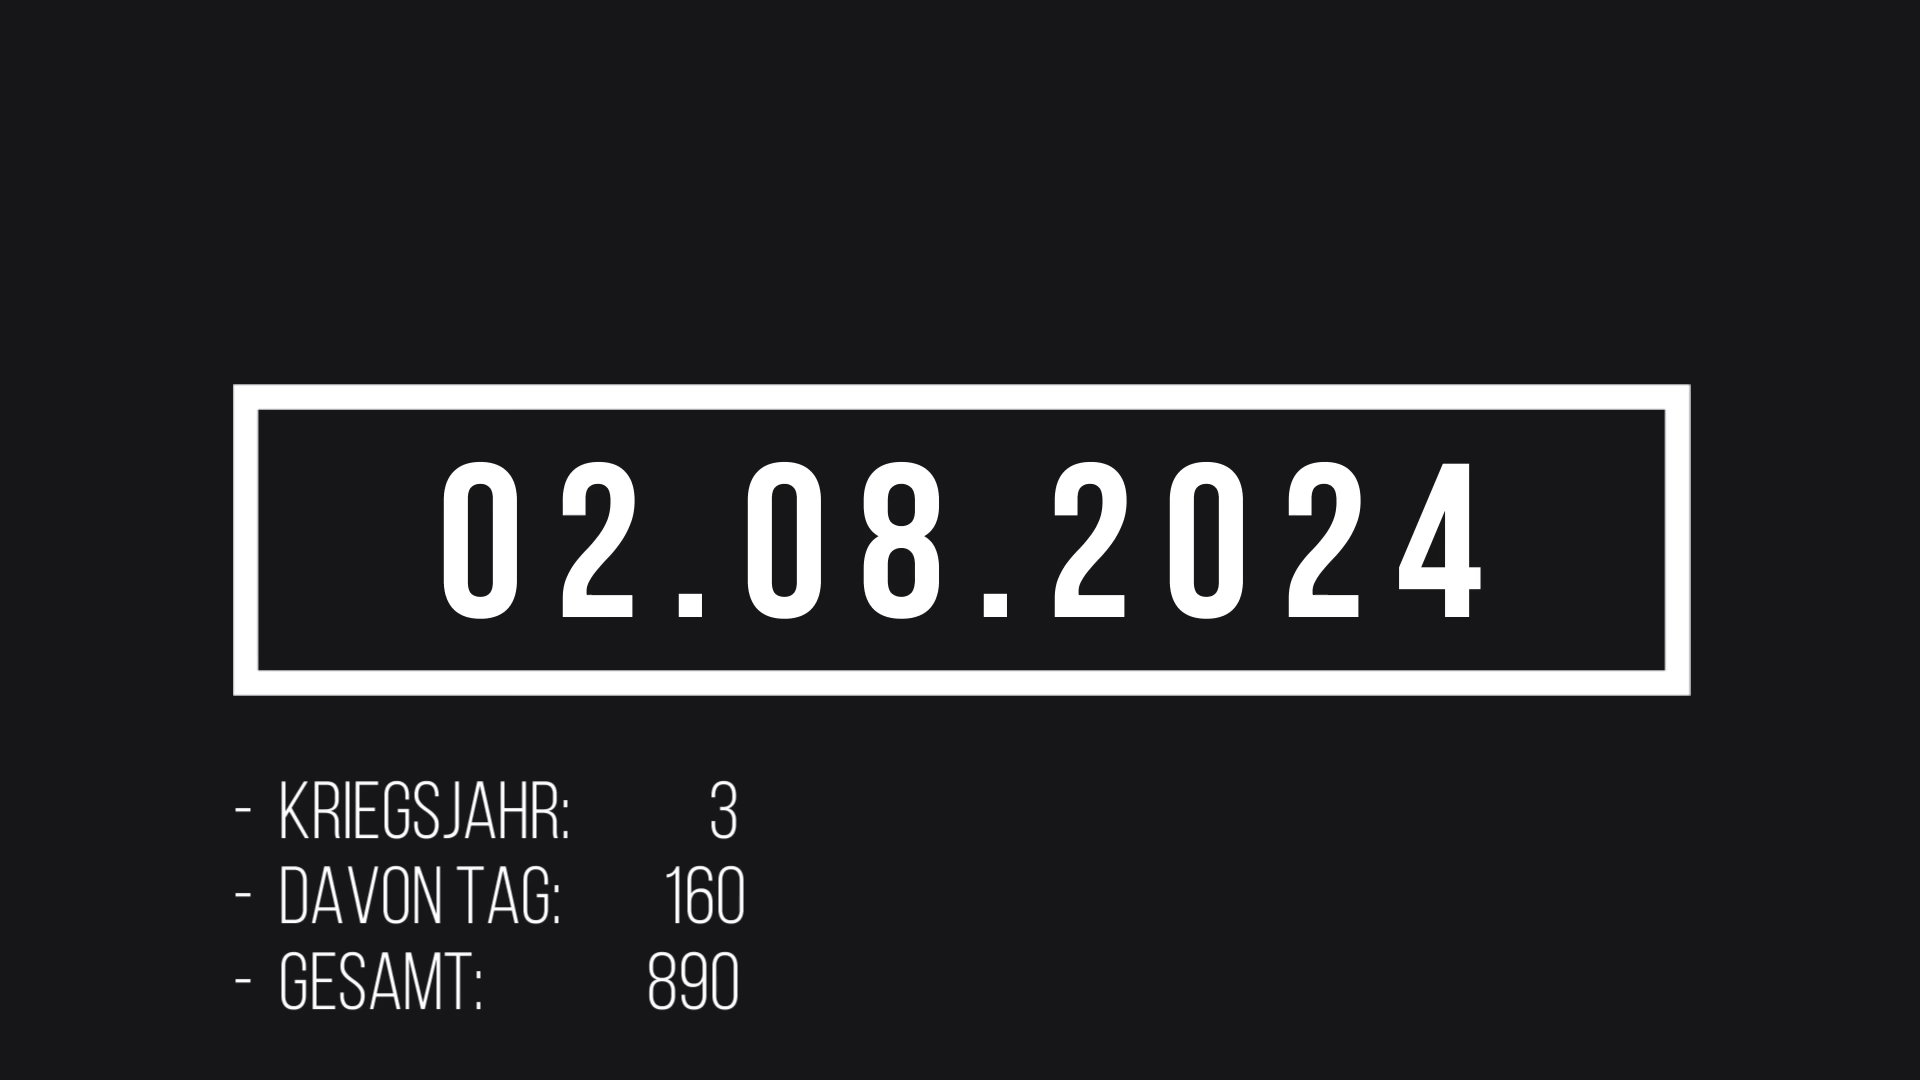 02.08.2024
- KRIEGSJAHR: 3
- DAVON TAG: 160
- GESAMT: 890